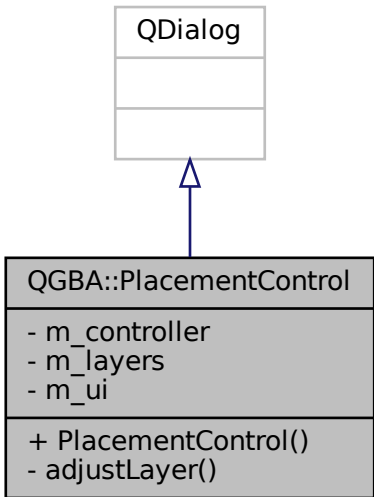 QDialog
QGBA::PlacementControl
- m_controller
- m_layers
- m_ui
+ PlacementControl()
- adjustLayer()